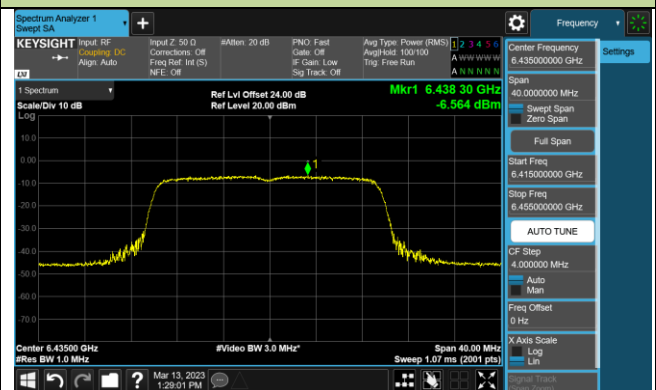 Spectrum Analyzer 1
Swept SA
+
Frequency
KEYSIGHT
Input: RF
Coupling: DC
Align: Auto
Input Z: 50 Ω
Corrections: Off
Freq Ref: Int (S)
NFE: Off
#Atten: 20 dB
PNO: Fast
Gate: Off
IF Gain: Low
Sig Track: Off
Avg Type: Power (RMS)
Avg|Hold: 100/100
Trig: Free Run
1 2 3 4 5 6
A W W W W W
A N N N N N
LXI
Center Frequency
6.435000000 GHz
Settings
Span
40.0000000 MHz
Swept Span
Zero Span
Full Span
Start Freq
6.415000000 GHz
Stop Freq
6.455000000 GHz
AUTO TUNE
CF Step
4.000000 MHz
Auto
Man
Freq Offset
0 Hz
X Axis Scale
Log
Lin
Signal Track
1 Spectrum
Scale/Div 10 dB
Log
Ref Lvl Offset 24.00 dB
Ref Level 20.00 dBm
Mkr1 6.438 30 GHz
-6.564 dBm
10.0
0.00
-10.0
-20.0
-30.0
-40.0
-50.0
-60.0
-70.0
1
Center 6.43500 GHz
#Res BW 1.0 MHz
#Video BW 3.0 MHz*
Span 40.00 MHz
Sweep 1.07 ms (2001 pts)
?
Mar 13, 2023
1:29:01 PM